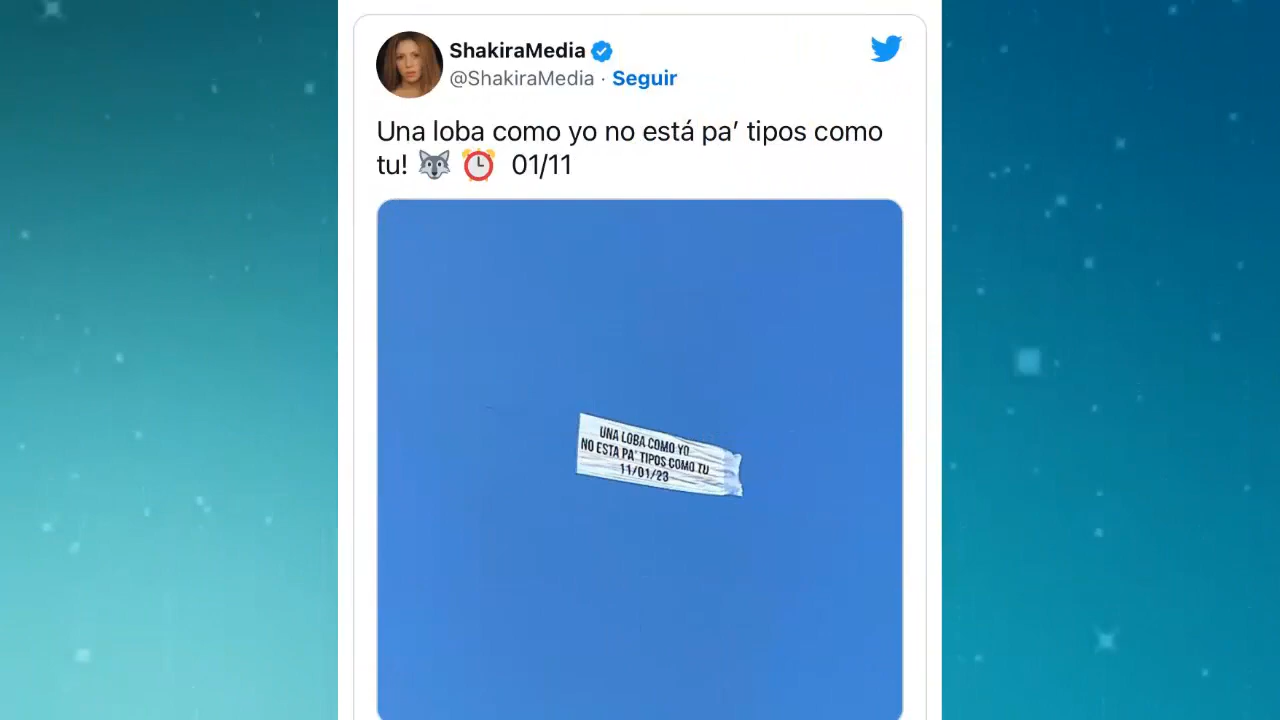 ShakiraMedia
@ShakiraMedia · Seguir
Una loba como yo no está pa’ tipos como
tu! 🐺 ⏰ 01/11
UNA LOBA COMO YO
NO ESTA PA' TIPOS COMO TU
11/01/23